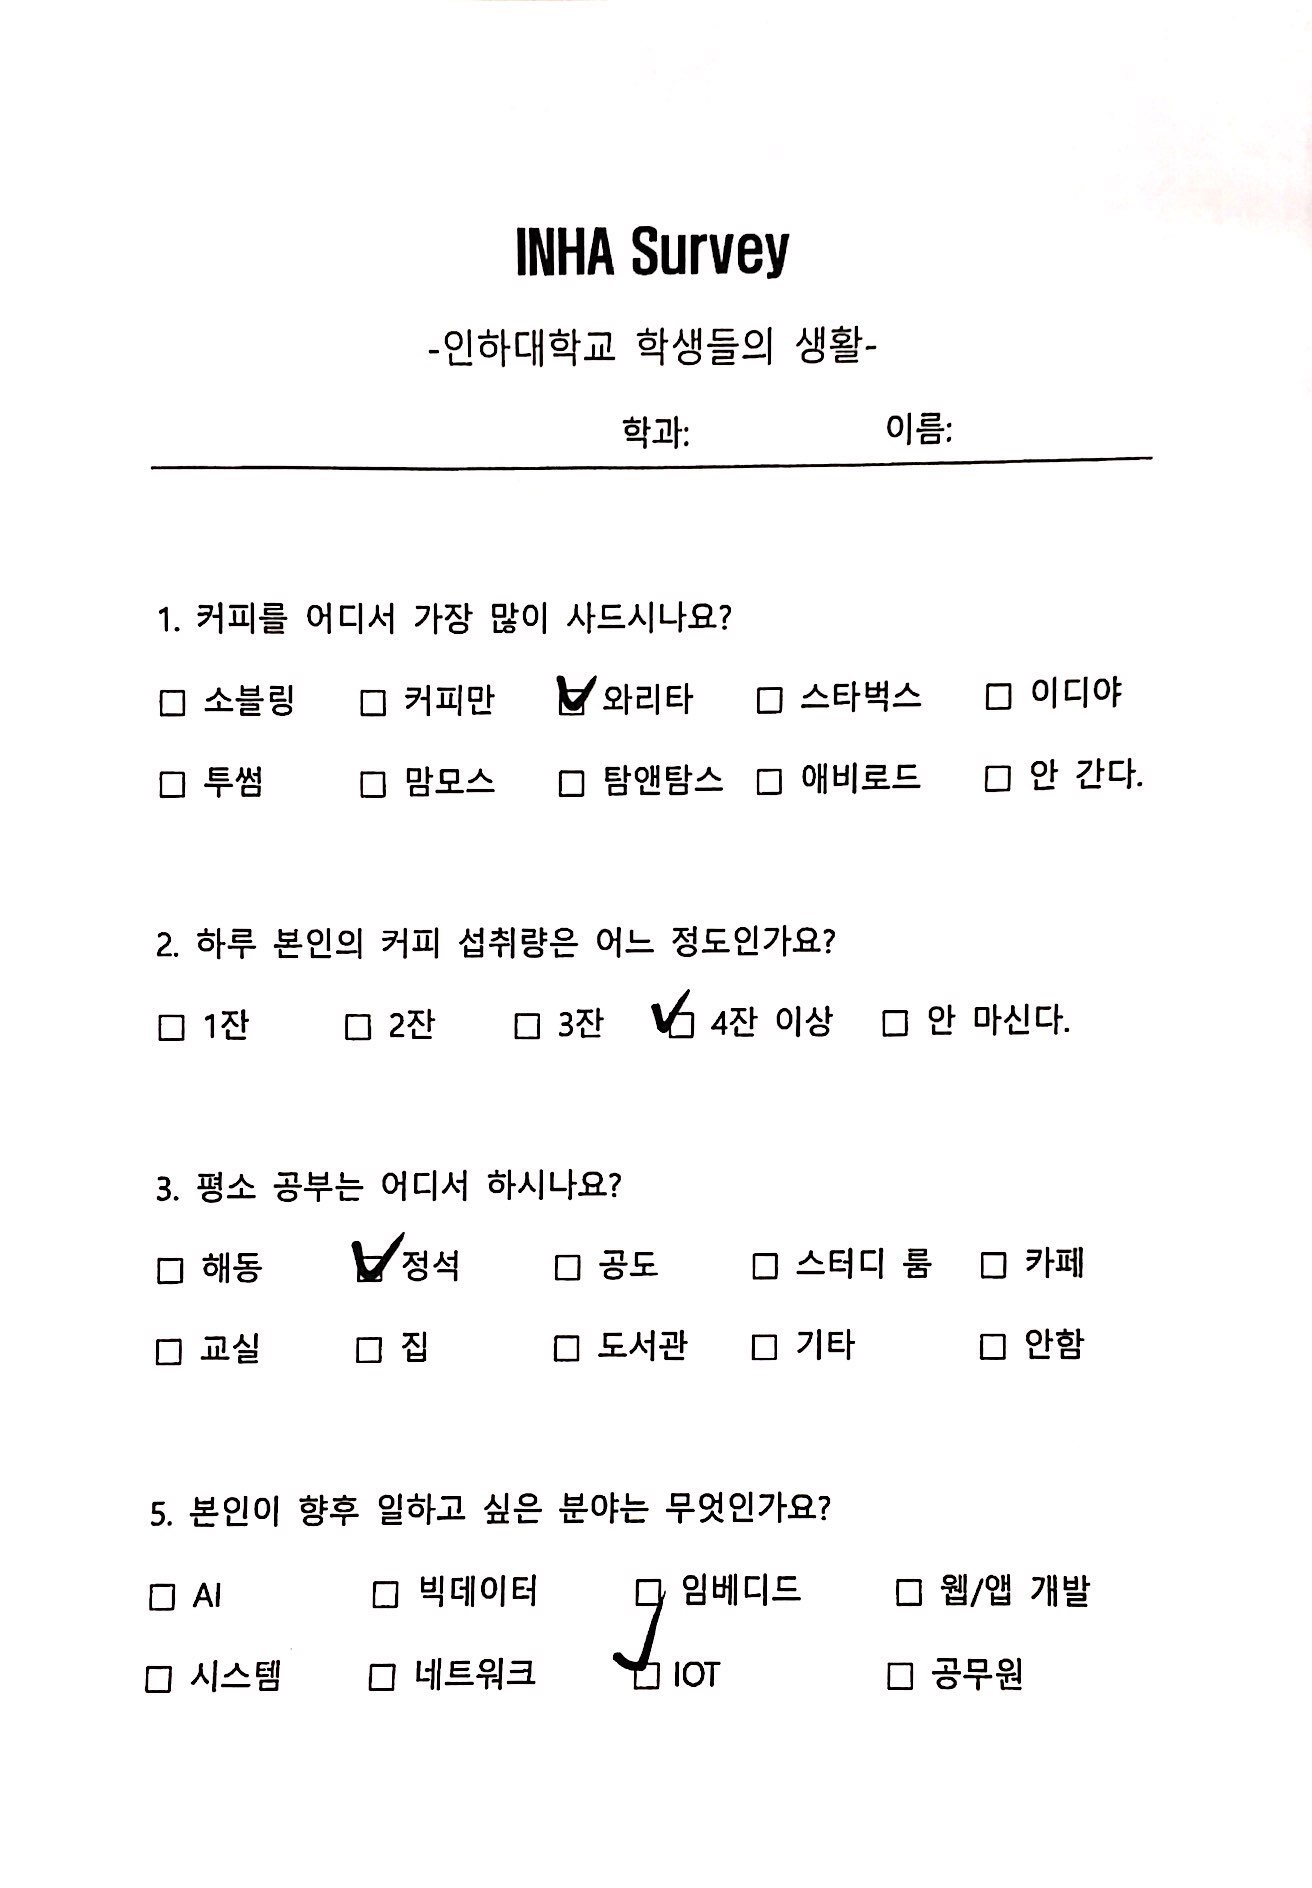 INHA Survey
-인하대학교 학생들의 생활-
학과: 이름:
1. 커피를 어디서 가장 많이 사드시나요?
☐ 소블링 ☐ 커피만 ☑ 와리타 ☐ 스타벅스 ☐ 이디야
☐ 투썸 ☐ 맘모스 ☐ 탐앤탐스 ☐ 애비로드 ☐ 안 간다.
2. 하루 본인의 커피 섭취량은 어느 정도인가요?
☐ 1잔 ☐ 2잔 ☐ 3잔 ☑ 4잔 이상 ☐ 안 마신다.
3. 평소 공부는 어디서 하시나요?
☐ 해동 ☑ 정석 ☐ 공도 ☐ 스터디 룸 ☐ 카페
☐ 교실 ☐ 집 ☐ 도서관 ☐ 기타 ☐ 안함
5. 본인이 향후 일하고 싶은 분야는 무엇인가요?
☐ AI ☐ 빅데이터 ☐ 임베디드 ☐ 웹/앱 개발
☐ 시스템 ☐ 네트워크 ☑ IOT ☐ 공무원